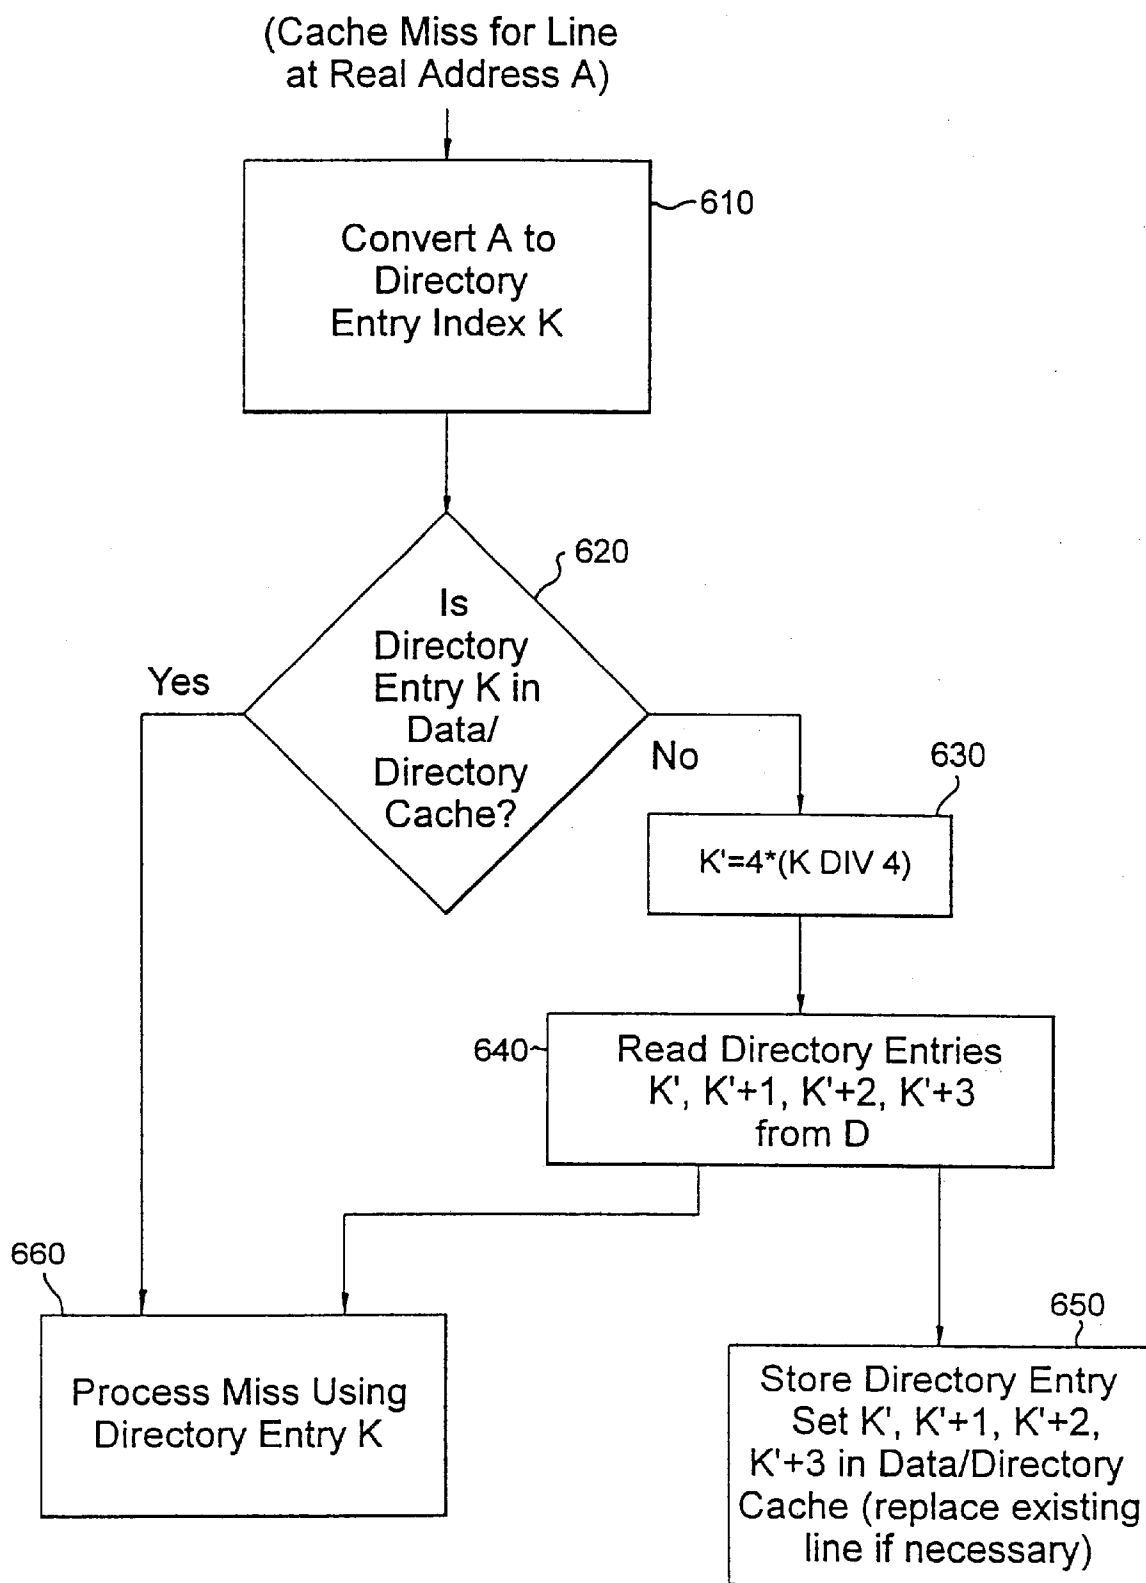 (Cache Miss for Line
at Real Address A)
610
Convert A to
Directory
Entry Index K
620
Is
Directory
Entry K in
Data/
Directory
Cache?
Yes
No
630
K'=4*(K DIV 4)
640
Read Directory Entries
K', K'+1, K'+2, K'+3
from D
660
Process Miss Using
Directory Entry K
650
Store Directory Entry
Set K', K'+1, K'+2,
K'+3 in Data/Directory
Cache (replace existing
line if necessary)